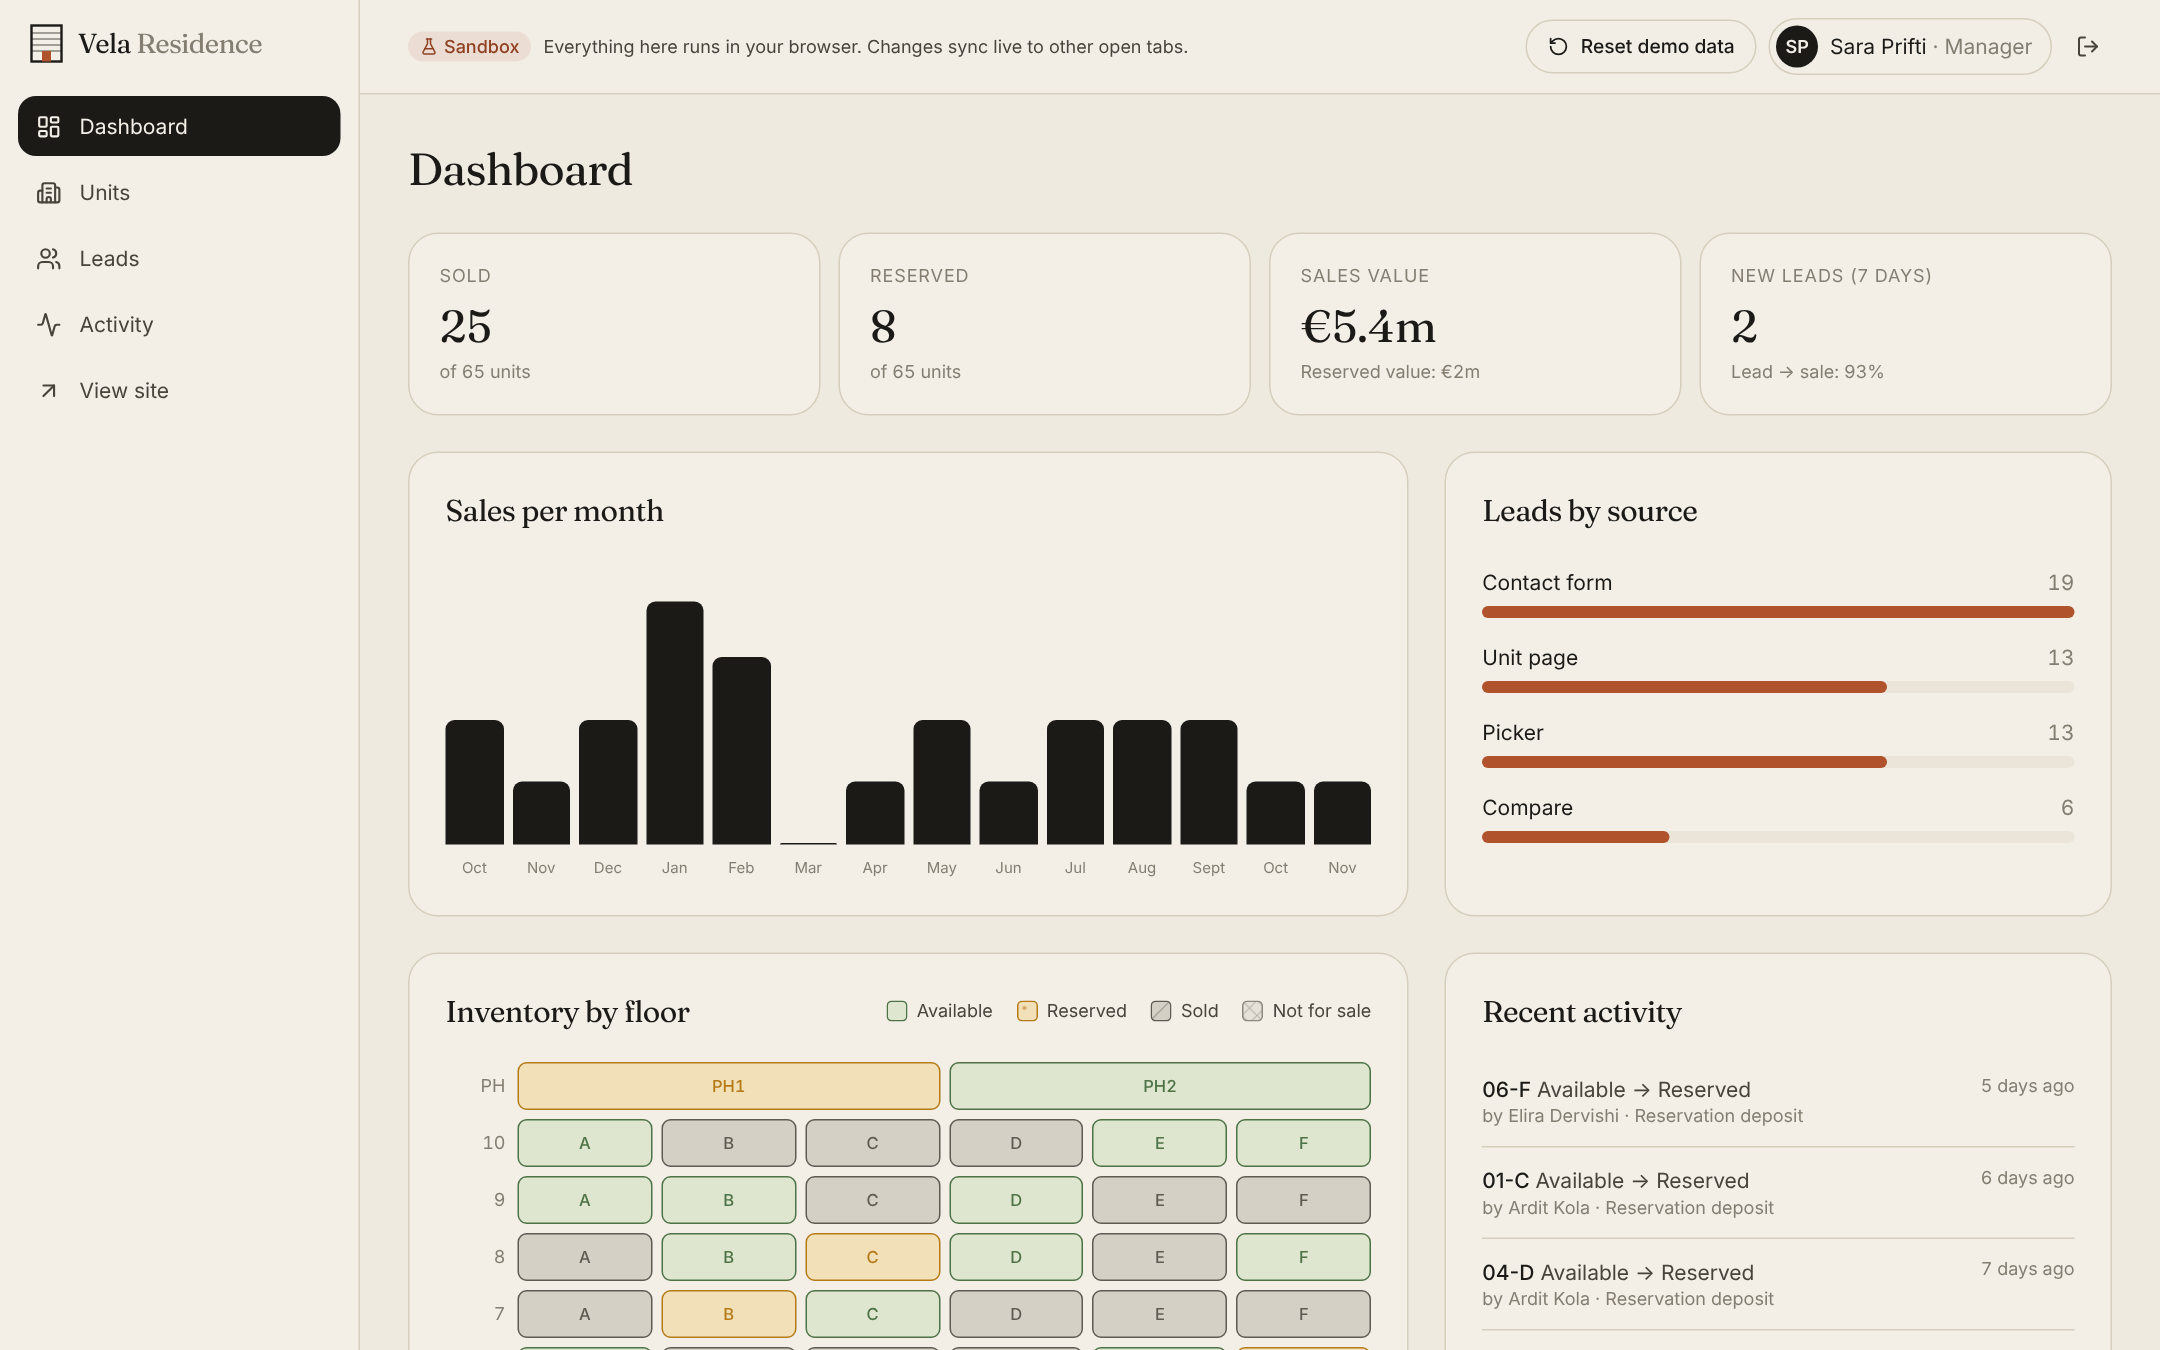 Vela Residence
Dashboard
Units
Leads
Activity
View site
Sandbox
Everything here runs in your browser. Changes sync live to other open tabs.
Reset demo data
SP
Sara Prifti · Manager
Dashboard
SOLD
25
of 65 units
RESERVED
8
of 65 units
SALES VALUE
€5.4m
Reserved value: €2m
NEW LEADS (7 DAYS)
2
Lead → sale: 93%
Sales per month
Oct Nov Dec Jan Feb Mar Apr May Jun Jul Aug Sept Oct Nov
Leads by source
Contact form 19
Unit page 13
Picker 13
Compare 6
Inventory by floor
Available Reserved Sold Not for sale
PH PH1 PH2
10 A B C D E F
9 A B C D E F
8 A B C D E F
7 A B C D E F
Recent activity
06-F Available → Reserved 5 days ago
by Elira Dervishi · Reservation deposit
01-C Available → Reserved 6 days ago
by Ardit Kola · Reservation deposit
04-D Available → Reserved 7 days ago
by Ardit Kola · Reservation deposit